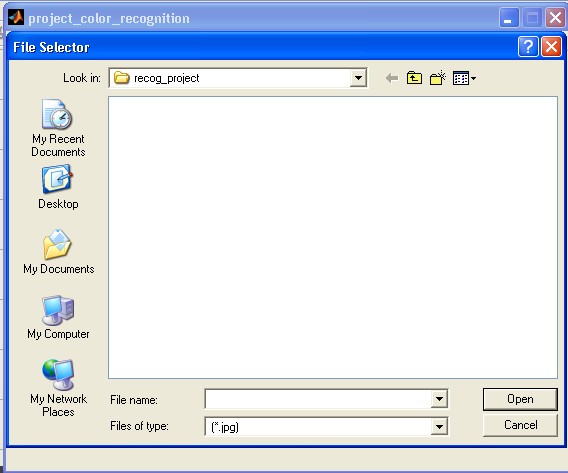 project_color_recognition
File Selector
Look in:
recog_project
My Recent
Documents
Desktop
My Documents
My Computer
My Network
Places
File name:
Open
Files of type:
(*.jpg)
Cancel